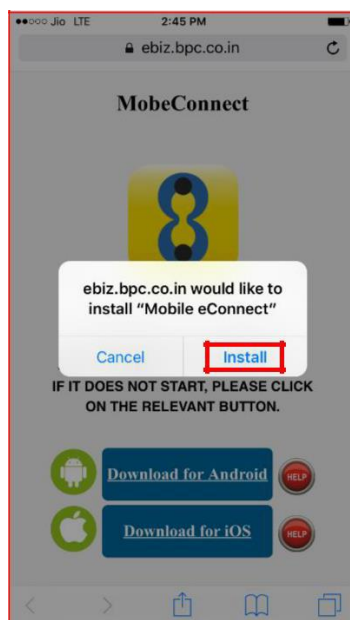 Jio LTE 2:45 PM
ebiz.bpc.co.in
MobeConnect
ebiz.bpc.co.in would like to
install “Mobile eConnect”
Cancel Install
IF IT DOES NOT START, PLEASE CLICK
ON THE RELEVANT BUTTON.
Download for Android HELP
Download for iOS HELP